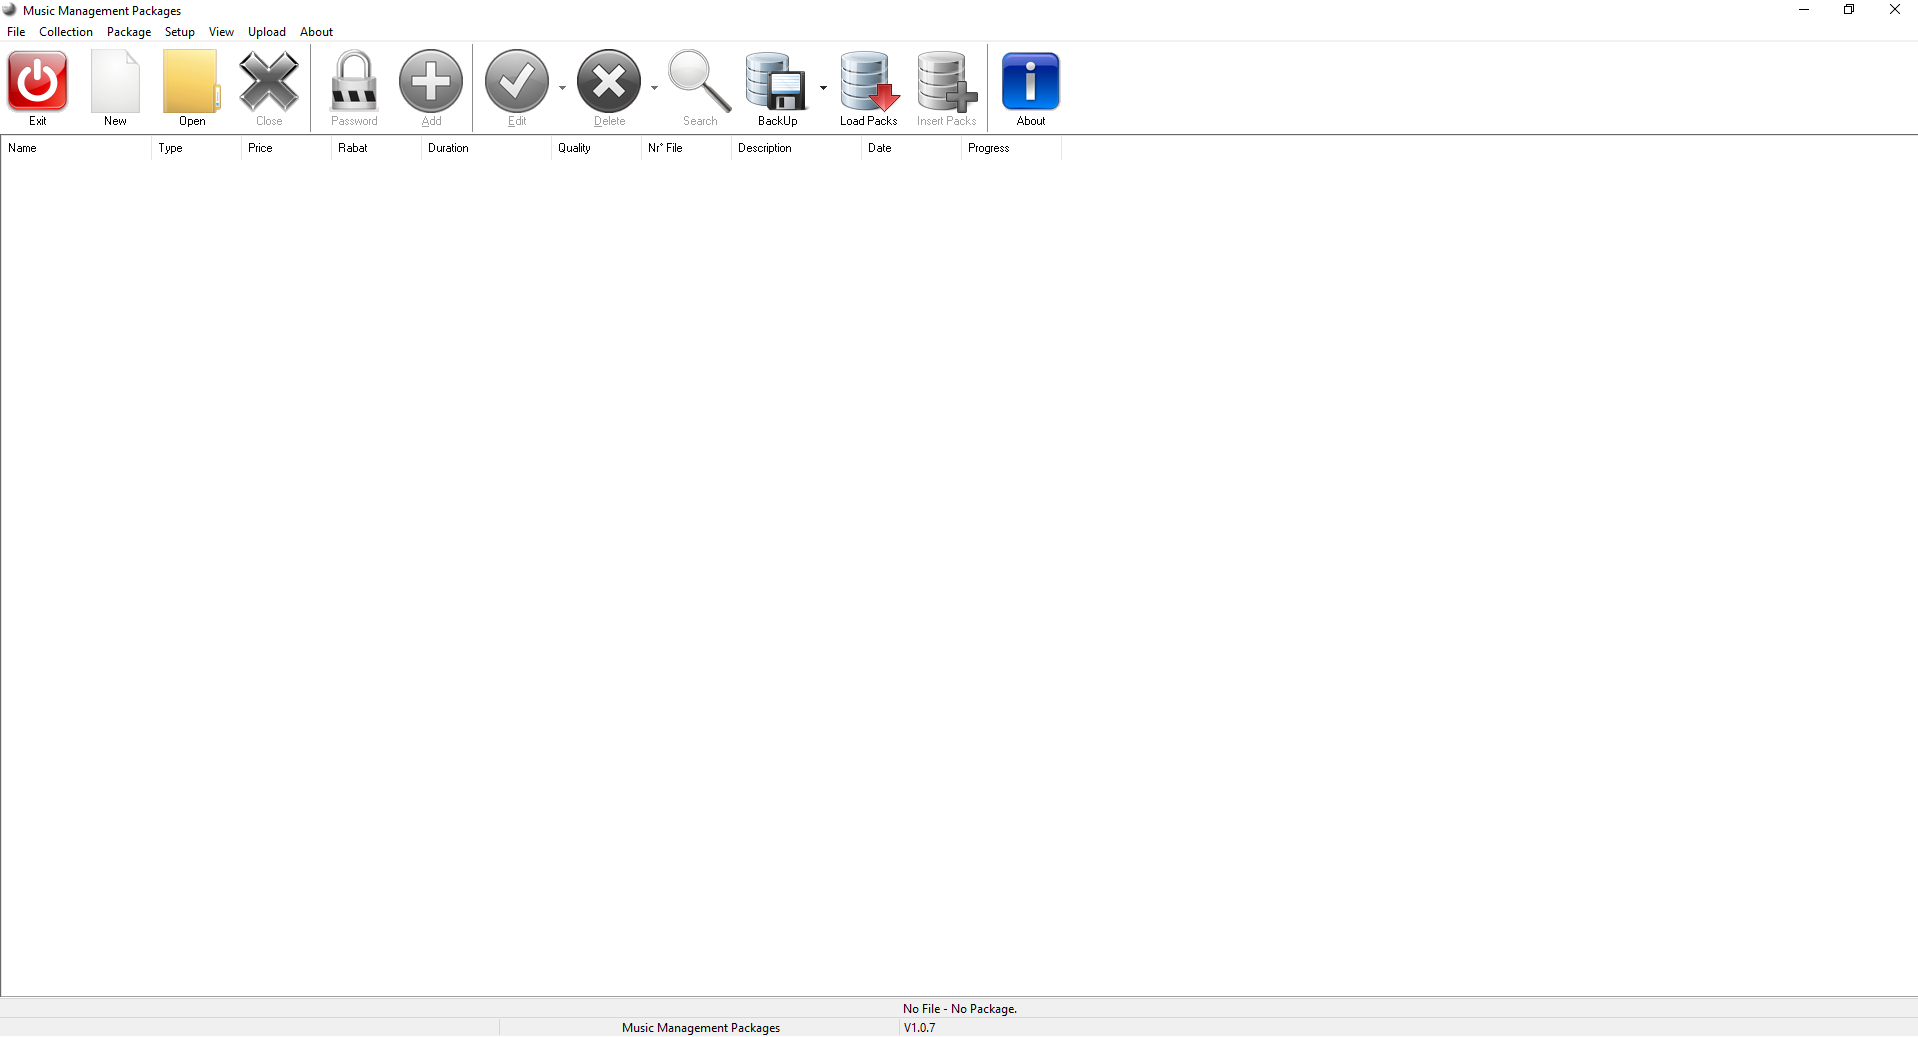 Music Management Packages
File Collection Package Setup View Upload About
Exit New Open Close Password Add Edit Delete Search BackUp Load Packs Insert Packs About
Name Type Price Rabat Duration Quality Nr° File Description Date Progress
No File - No Package.
Music Management Packages V1.0.7